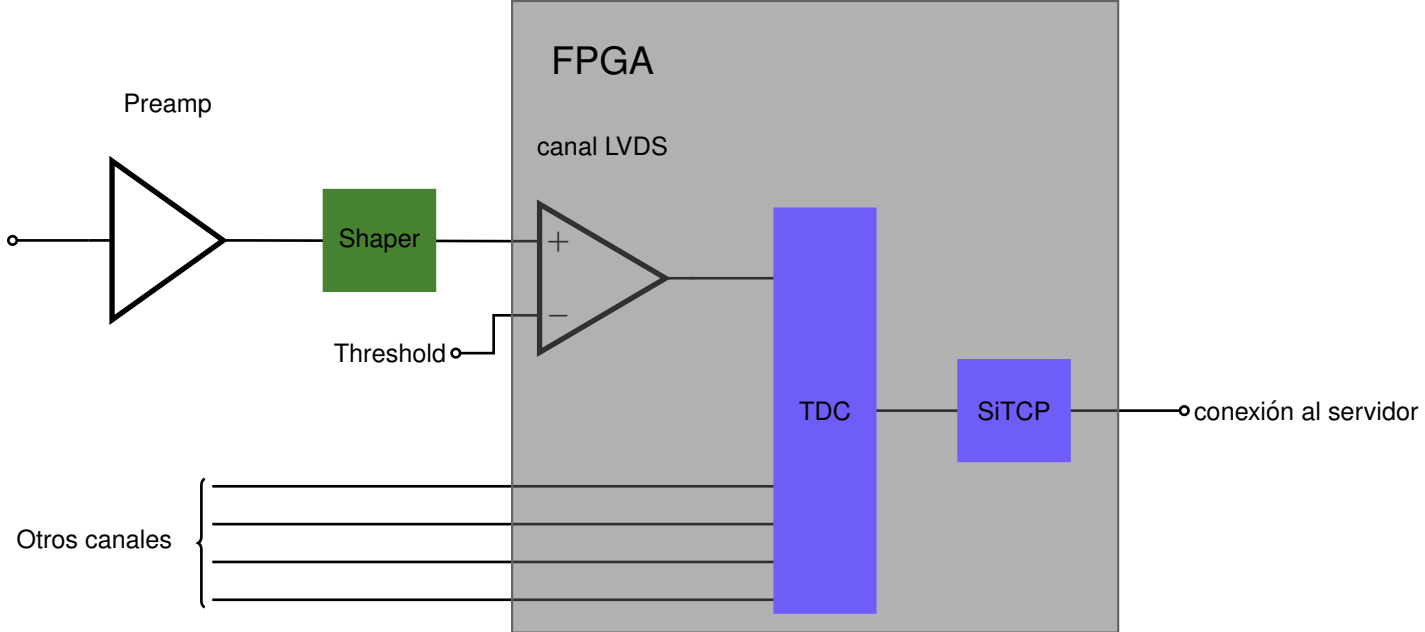 FPGA
Preamp
canal LVDS
Shaper
+
−
Threshold
TDC
SiTCP
conexión al servidor
Otros canales